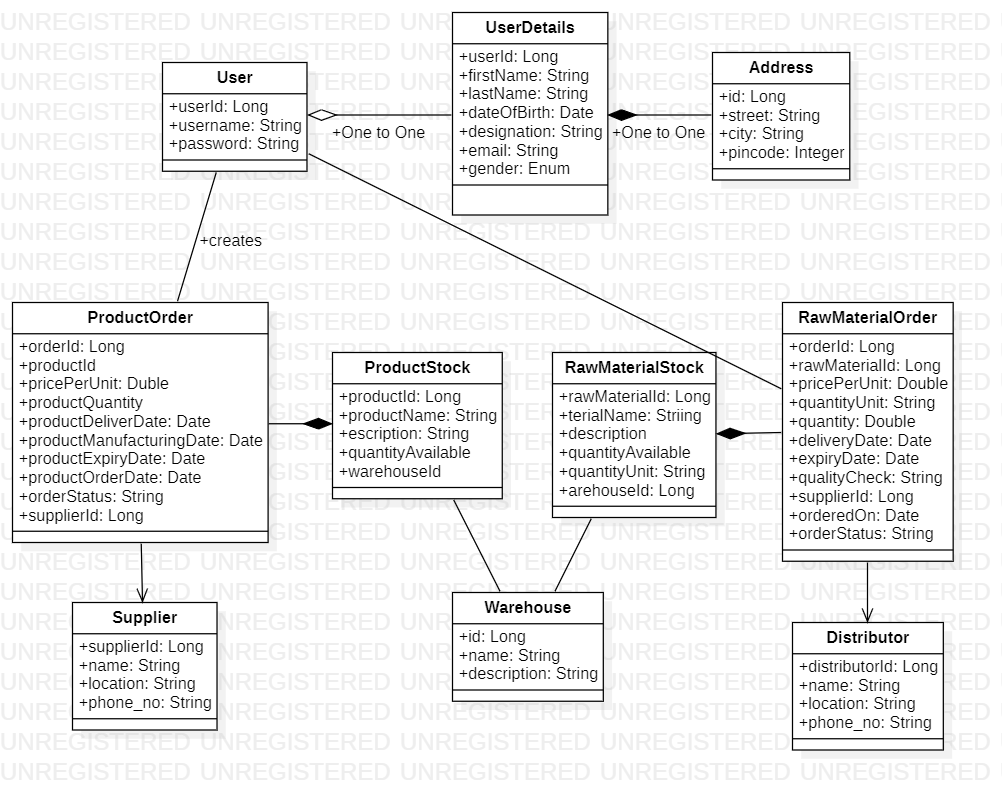 UserDetails
+userId: Long
+firstName: String
+lastName: String
+dateOfBirth: Date
+designation: String
+email: String
+gender: Enum
User
+userId: Long
+username: String
+password: String
Address
+id: Long
+street: String
+city: String
+pincode: Integer
+One to One
+One to One
+creates
ProductOrder
+orderId: Long
+productId
+pricePerUnit: Duble
+productQuantity
+productDeliverDate: Date
+productManufacturingDate: Date
+productExpiryDate: Date
+productOrderDate: Date
+orderStatus: String
+supplierId: Long
ProductStock
+productId: Long
+productName: String
+escription: String
+quantityAvailable
+warehouseId
RawMaterialStock
+rawMaterialId: Long
+terialName: Striing
+description
+quantityAvailable
+quantityUnit: String
+arehouseId: Long
RawMaterialOrder
+orderId: Long
+rawMaterialId: Long
+pricePerUnit: Double
+quantityUnit: String
+quantity: Double
+deliveryDate: Date
+expiryDate: Date
+qualityCheck: String
+supplierId: Long
+orderedOn: Date
+orderStatus: String
Supplier
+supplierId: Long
+name: String
+location: String
+phone_no: String
Warehouse
+id: Long
+name: String
+description: String
Distributor
+distributorId: Long
+name: String
+location: String
+phone_no: String
UNREGISTERED